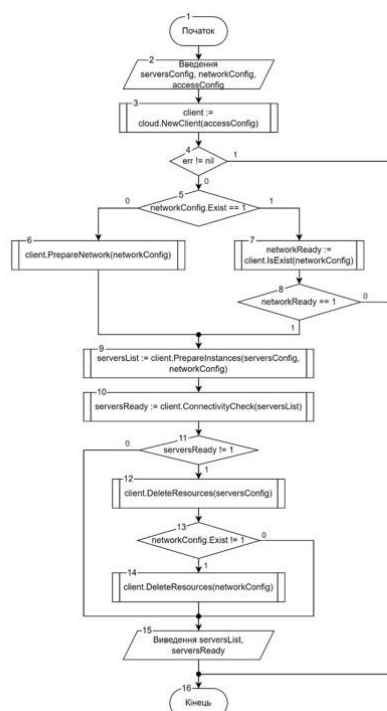 1
Початок
2
Введення
serversConfig, networkConfig,
accessConfig
3
client :=
cloud.NewClient(accessConfig)
4
err != nil
1
0
5
networkConfig.Exist == 1
0
1
6
client.PrepareNetwork(networkConfig)
7
networkReady :=
client.IsExist(networkConfig)
8
networkReady == 1
0
1
9
serversList := client.PrepareInstances(serversConfig,
networkConfig)
10
serversReady := client.ConnectivityCheck(serversList)
11
serversReady != 1
0
1
12
client.DeleteResources(serversConfig)
13
networkConfig.Exist != 1
0
1
14
client.DeleteResources(networkConfig)
15
Виведення serversList,
serversReady
16
Кінець